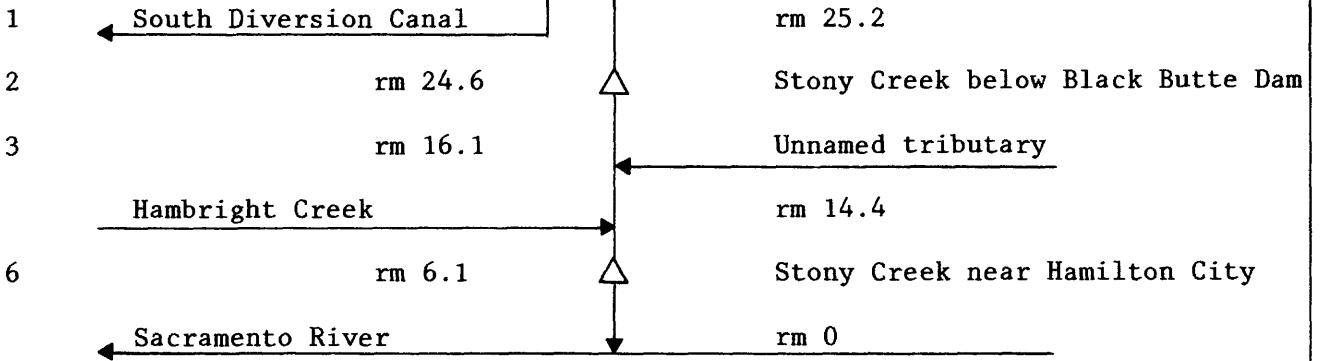 1 South Diversion Canal rm 25.2
2 rm 24.6 Stony Creek below Black Butte Dam
3 rm 16.1 Unnamed tributary
Hambright Creek rm 14.4
6 rm 6.1 Stony Creek near Hamilton City
Sacramento River rm 0